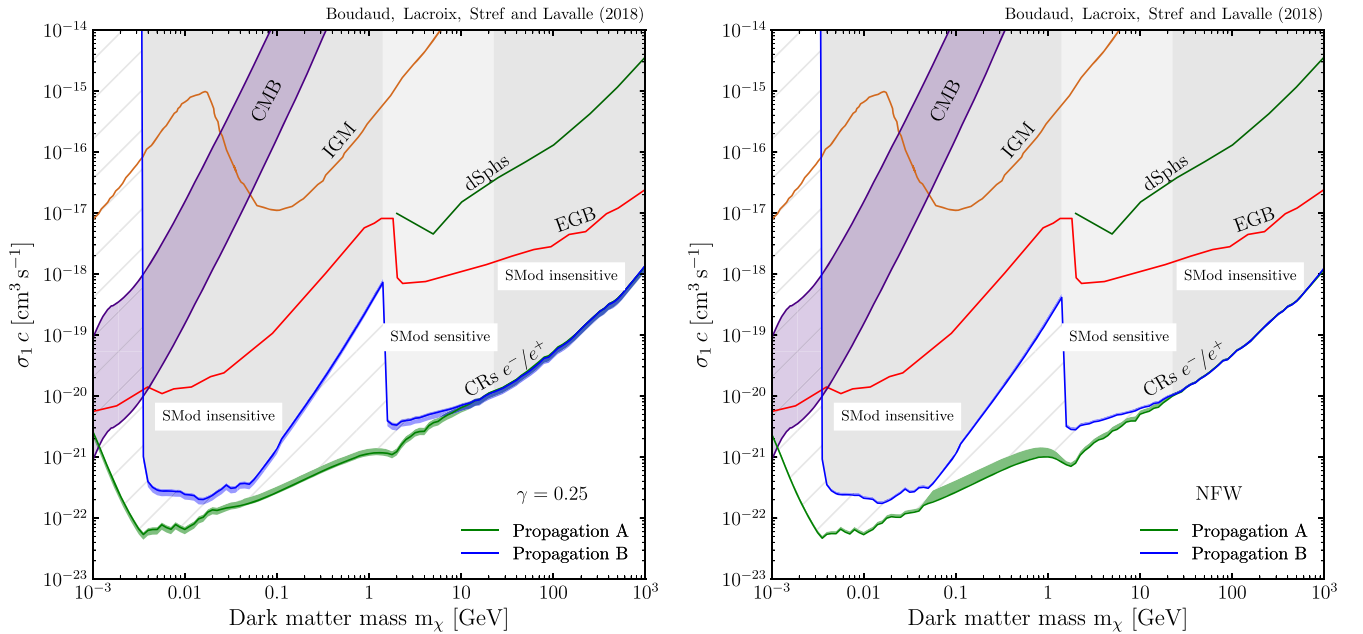 Boudaud, Lacroix, Stref and Lavalle (2018)
10⁻¹⁴
10⁻¹⁵
10⁻¹⁶
10⁻¹⁷
10⁻¹⁸
10⁻¹⁹
10⁻²⁰
10⁻²¹
10⁻²²
10⁻²³
σ₁ c [cm³ s⁻¹]
CMB
IGM
dSphs
EGB
SMod insensitive
SMod sensitive
CRs e⁻/e⁺
SMod insensitive
γ = 0.25
Propagation A
Propagation B
10⁻³ 0.01 0.1 1 10 100 10³
Dark matter mass mᵪ [GeV]
Boudaud, Lacroix, Stref and Lavalle (2018)
10⁻¹⁴
10⁻¹⁵
10⁻¹⁶
10⁻¹⁷
10⁻¹⁸
10⁻¹⁹
10⁻²⁰
10⁻²¹
10⁻²²
10⁻²³
σ₁ c [cm³ s⁻¹]
CMB
IGM
dSphs
EGB
SMod insensitive
SMod sensitive
CRs e⁻/e⁺
SMod insensitive
NFW
Propagation A
Propagation B
10⁻³ 0.01 0.1 1 10 100 10³
Dark matter mass mᵪ [GeV]